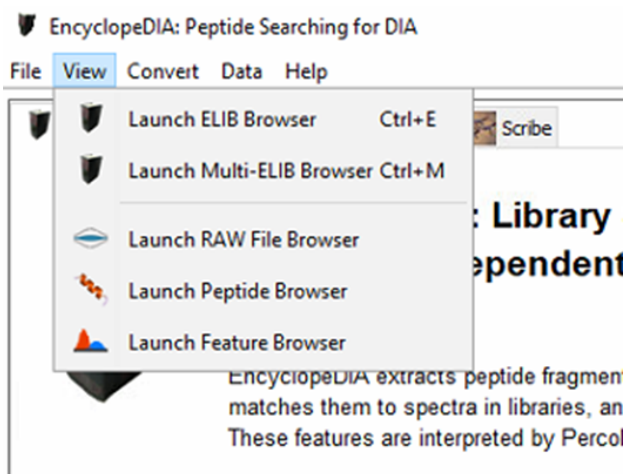 EncyclopeDIA: Peptide Searching for DIA
File View Convert Data Help
Launch ELIB Browser Ctrl+E
Scribe
Launch Multi-ELIB Browser Ctrl+M
: Library
Launch RAW File Browser
ependent
Launch Peptide Browser
Launch Feature Browser
EncyclopeDIA extracts peptide fragment
matches them to spectra in libraries, an
These features are interpreted by Percol